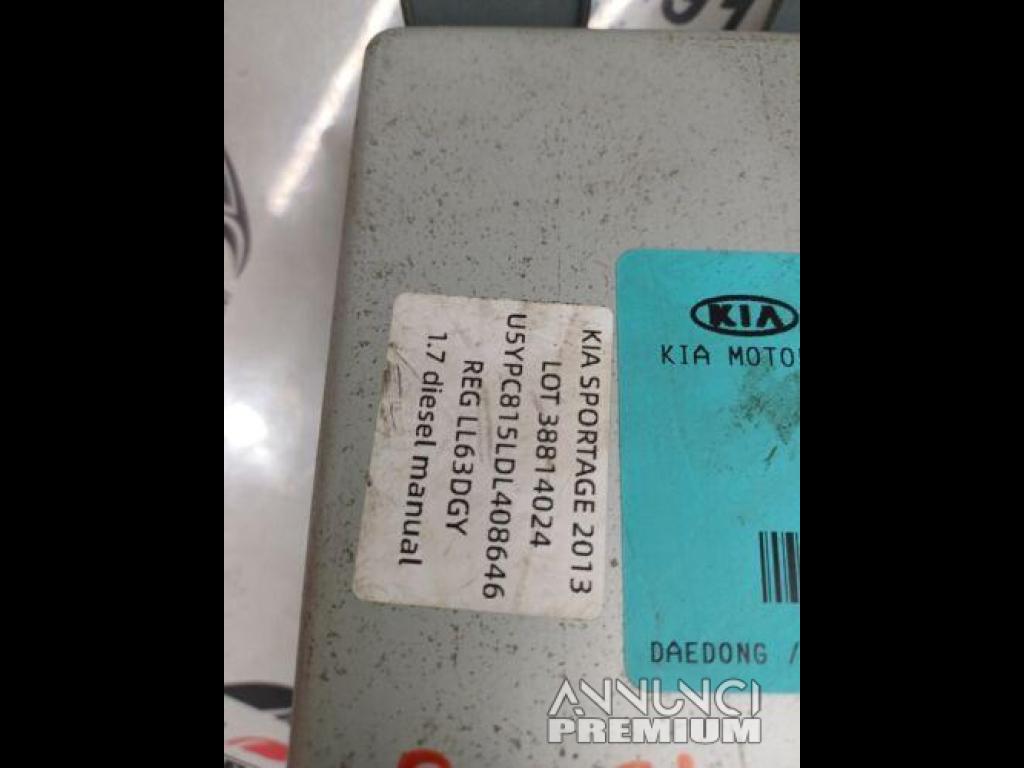 KIA SPORTAGE 2013
LOT 38814024
U5YPC815LDL408646
REG LL63DGY
1.7 diesel manual
KIA
KIA MOTO
DAEDONG /
ANNUNCI
PREMIUM